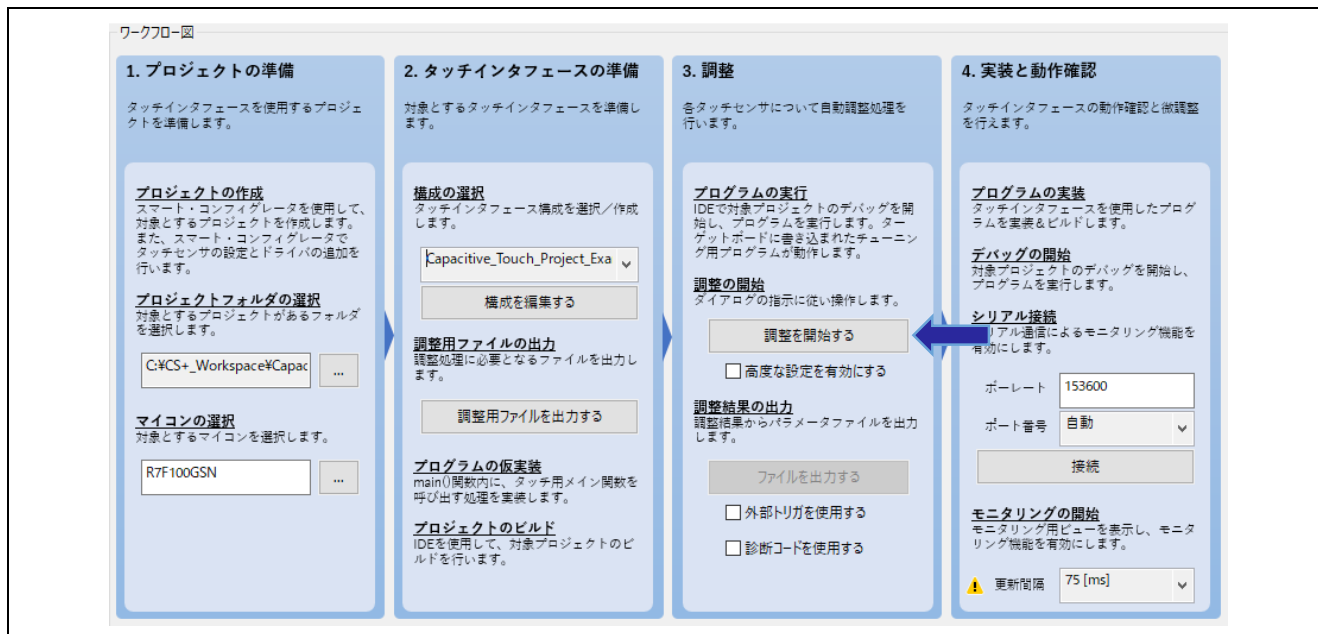 ワークフロー図
1. プロジェクトの準備
タッチインタフェースを使用するプロジェ
クトを準備します。
プロジェクトの作成
スマート・コンフィグレータを使用して、
対象とするプロジェクトを作成します。
また、スマート・コンフィグレータで
タッチセンサの設定とドライバの追加を
行います。
プロジェクトフォルダの選択
対象とするプロジェクトがあるフォルダ
を選択します。
C:¥CS+_Workspace¥Capac
...
マイコンの選択
対象とするマイコンを選択します。
R7F100GSN
...
2. タッチインタフェースの準備
対象とするタッチインタフェースを準備し
ます。
構成の選択
タッチインタフェース構成を選択／作成
します。
Capacitive_Touch_Project_Exa
構成を編集する
調整用ファイルの出力
調整処理に必要となるファイルを出力し
ます。
調整用ファイルを出力する
プログラムの仮実装
main()関数内に、タッチ用メイン関数を
呼び出す処理を実装します。
プロジェクトのビルド
IDEを使用して、対象プロジェクトのビ
ルドを行います。
3. 調整
各タッチセンサについて自動調整処理を
行います。
プログラムの実行
IDEで対象プロジェクトのデバッグを開
始し、プログラムを実行します。ター
ゲットボードに書き込まれたチューニン
グ用プログラムが動作します。
調整の開始
ダイアログの指示に従い操作します。
調整を開始する
高度な設定を有効にする
調整結果の出力
調整結果からパラメータファイルを出力
します。
ファイルを出力する
外部トリガを使用する
診断コードを使用する
4. 実装と動作確認
タッチインタフェースの動作確認と微調整
を行えます。
プログラムの実装
タッチインタフェースを使用したプログ
ラムを実装&ビルドします。
デバッグの開始
対象プロジェクトのデバッグを開始し、
プログラムを実行します。
シリアル接続
リアル通信によるモニタリング機能を
有効にします。
ボーレート
153600
ポート番号
自動
接続
モニタリングの開始
モニタリング用ビューを表示し、モニタ
リング機能を有効にします。
更新間隔
75 [ms]